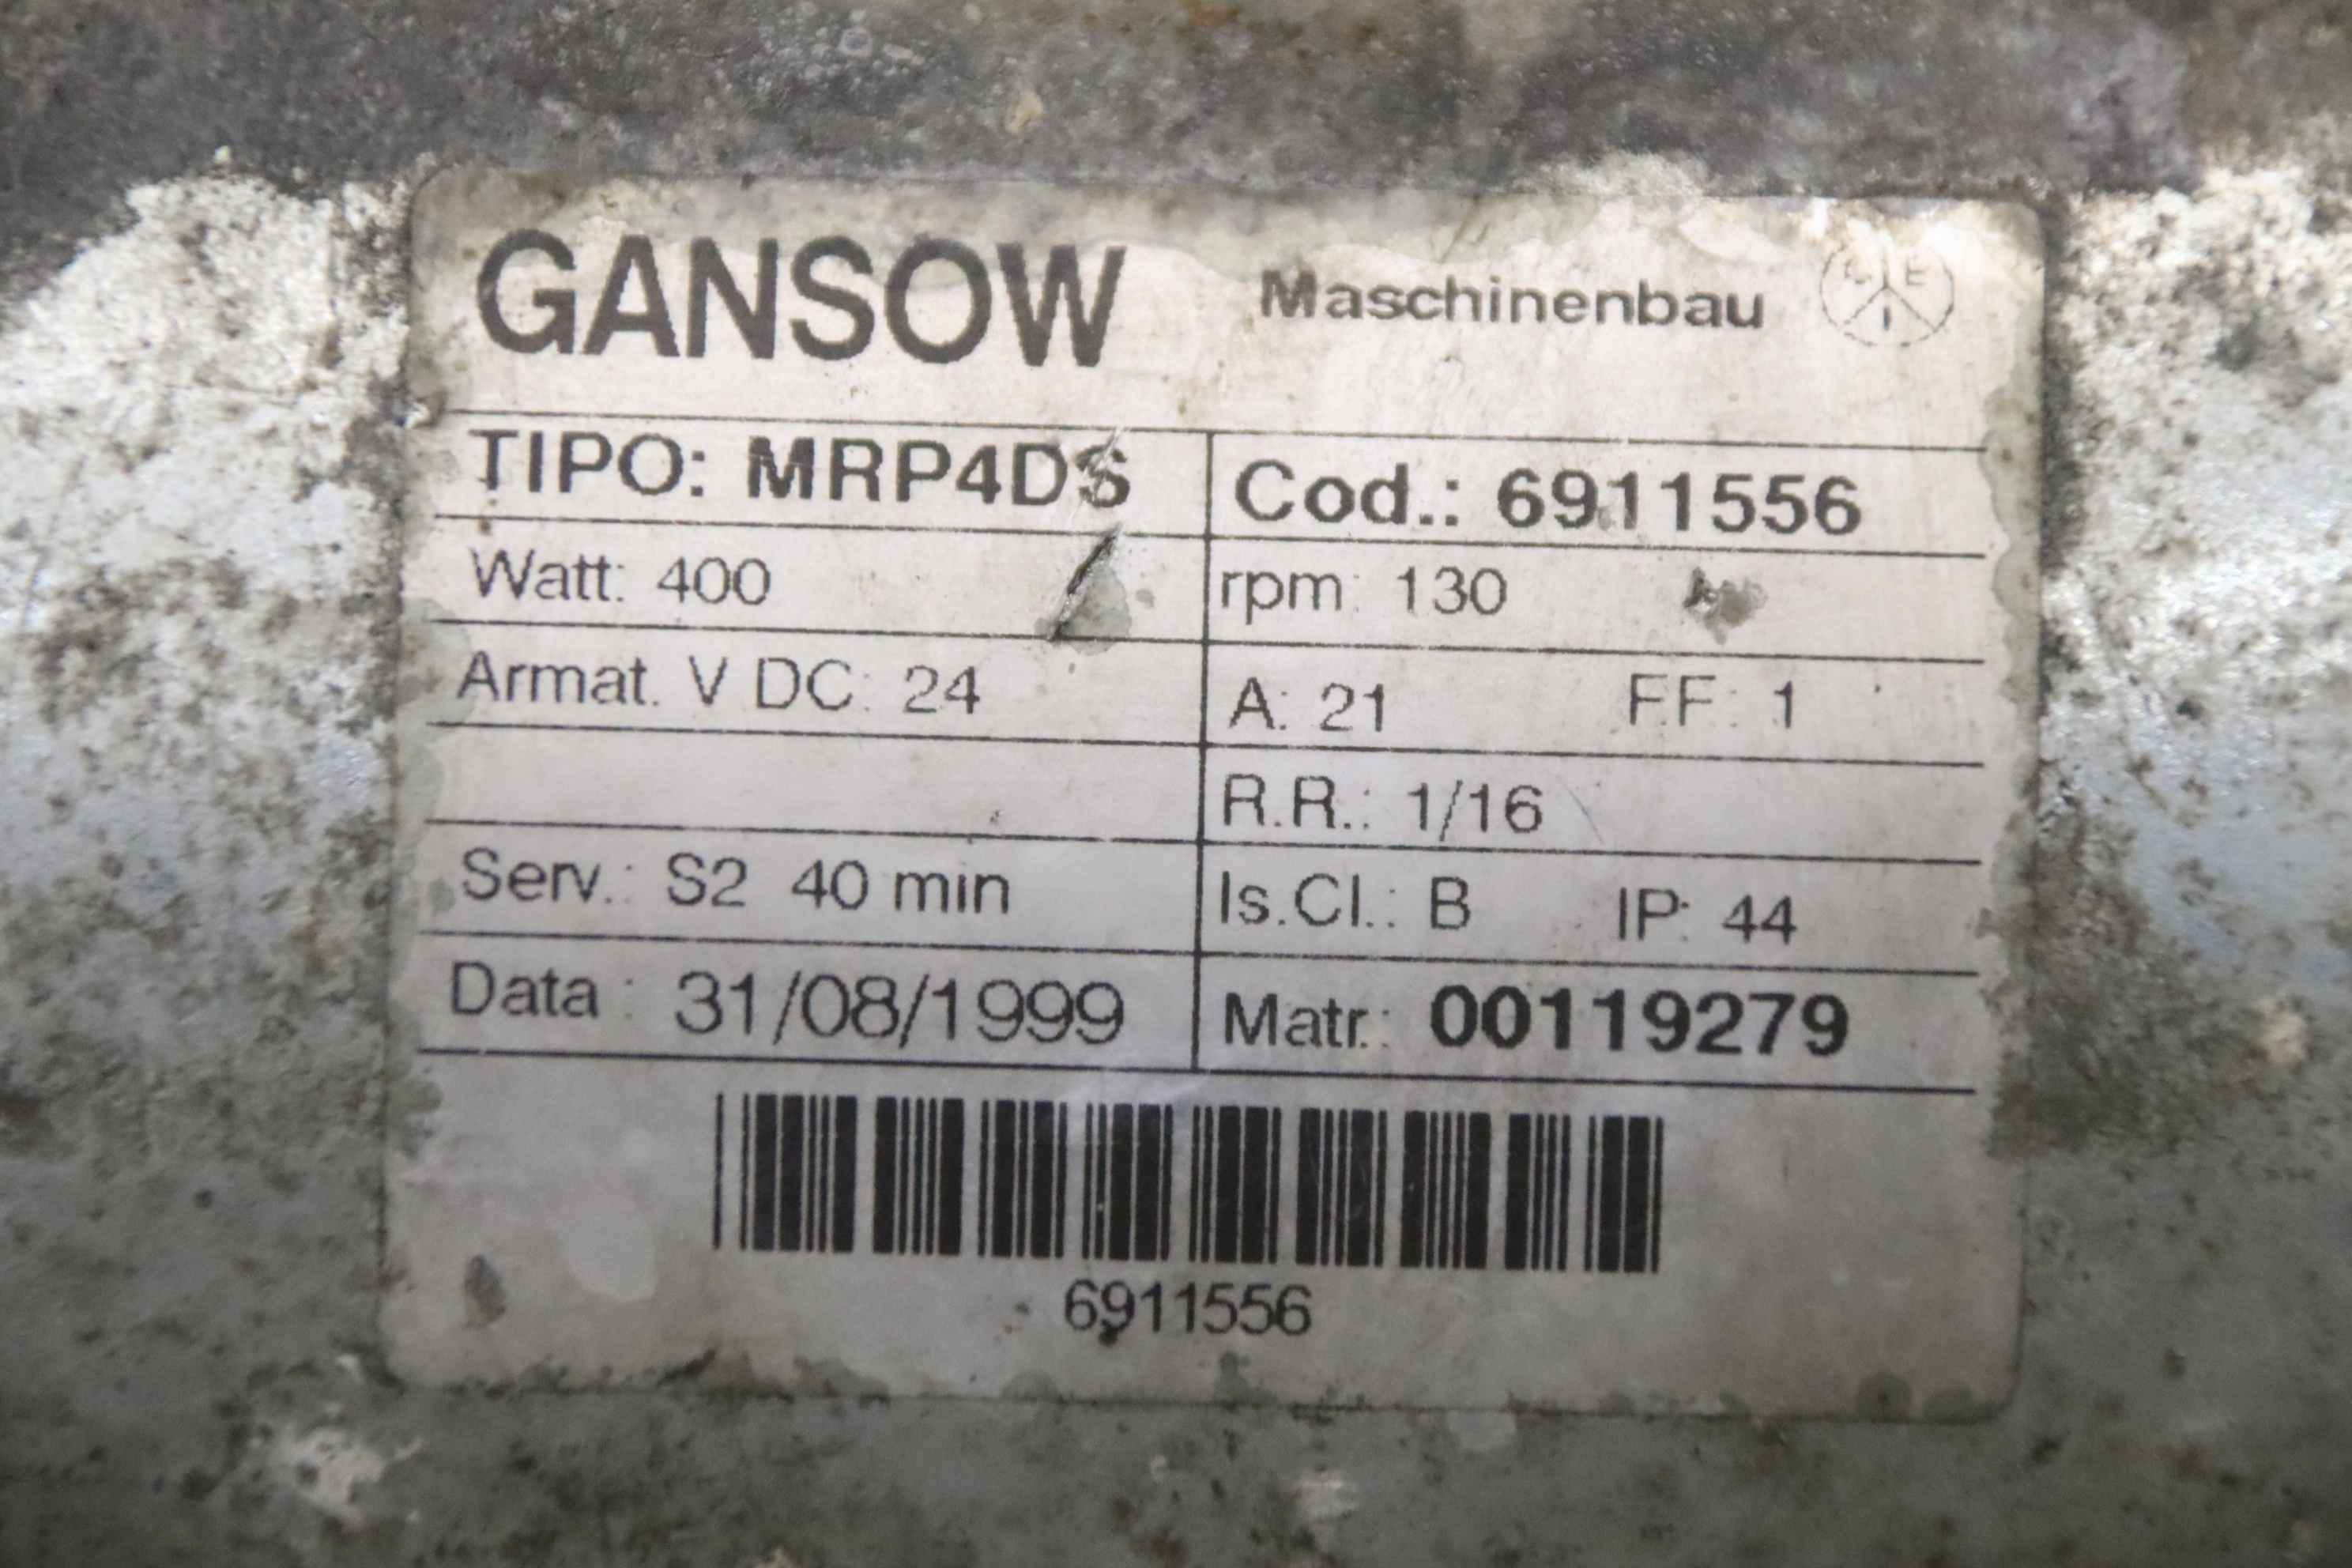 GANSOW Maschinenbau
TIPO: MRP4DS Cod.: 6911556
Watt: 400 rpm: 130
Armat. V DC: 24 A: 21 F.F.: 1
R.R.: 1/16
Serv.: S2 40 min Is.Cl.: B IP: 44
Data : 31/08/1999 Matr.: 00119279
6911556